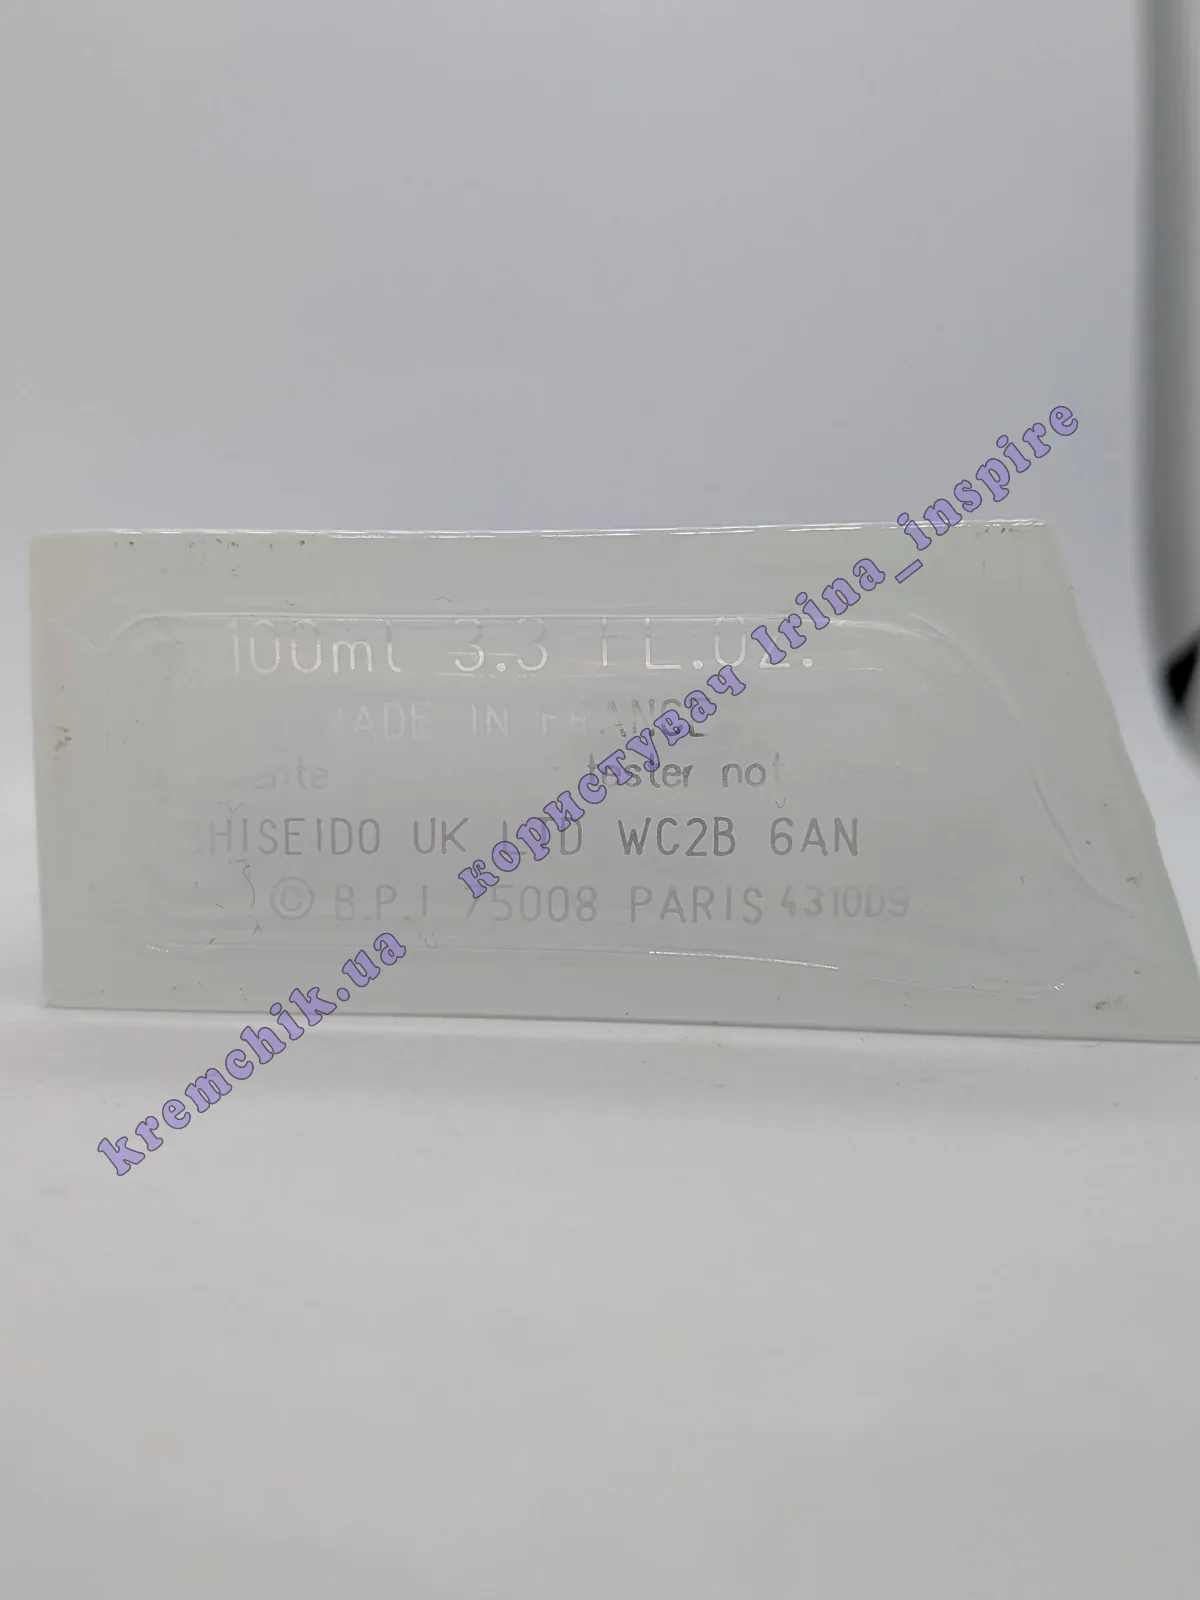 100ml 3.3 FL.OZ.
MADE IN FRANCE
tester not
SHISEIDO UK LTD WC2B 6AN
© B.P.I 75008 PARIS 4310D9
kremchik.ua користувач Irina_inspire